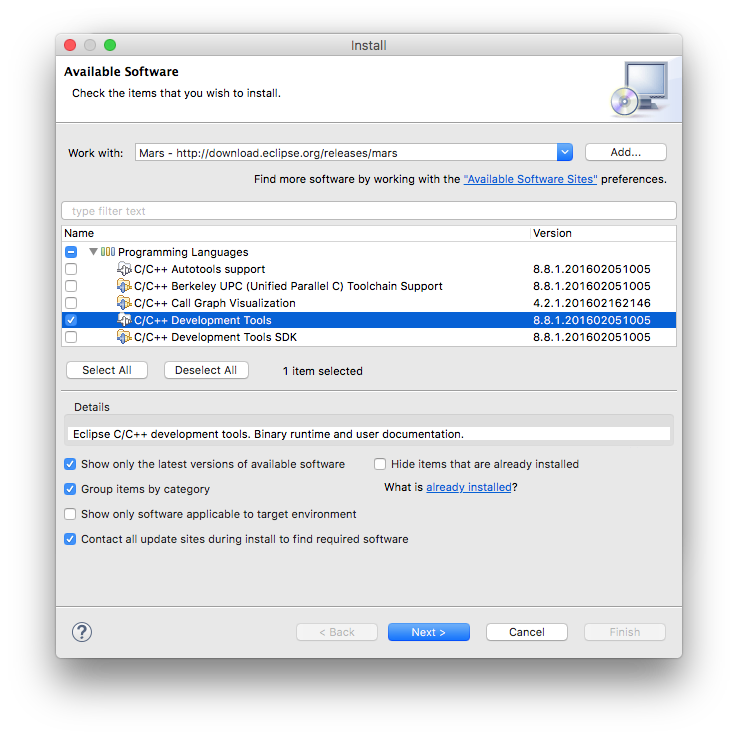 Install
Available Software
Check the items that you wish to install.
Work with: Mars - http://download.eclipse.org/releases/mars Add...
Find more software by working with the "Available Software Sites" preferences.
type filter text
Name Version
Programming Languages
C/C++ Autotools support 8.8.1.201602051005
C/C++ Berkeley UPC (Unified Parallel C) Toolchain Support 8.8.1.201602051005
C/C++ Call Graph Visualization 4.2.1.201602162146
C/C++ Development Tools 8.8.1.201602051005
C/C++ Development Tools SDK 8.8.1.201602051005
Select All Deselect All 1 item selected
Details
Eclipse C/C++ development tools. Binary runtime and user documentation.
Show only the latest versions of available software Hide items that are already installed
Group items by category What is already installed?
Show only software applicable to target environment
Contact all update sites during install to find required software
? < Back Next > Cancel Finish